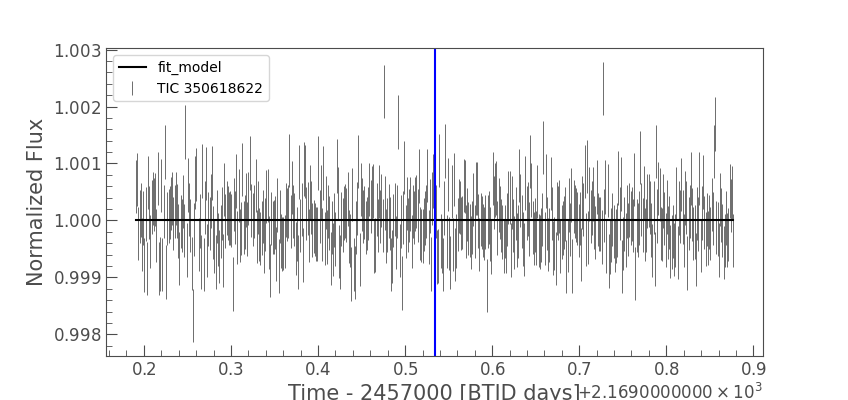 1.003
1.002
1.001
1.000
0.999
0.998
Normalized Flux
fit_model
TIC 350618622
0.2 0.3 0.4 0.5 0.6 0.7 0.8 0.9
Time - 2457000 [BTJD days]
+2.1690000000 × 10³